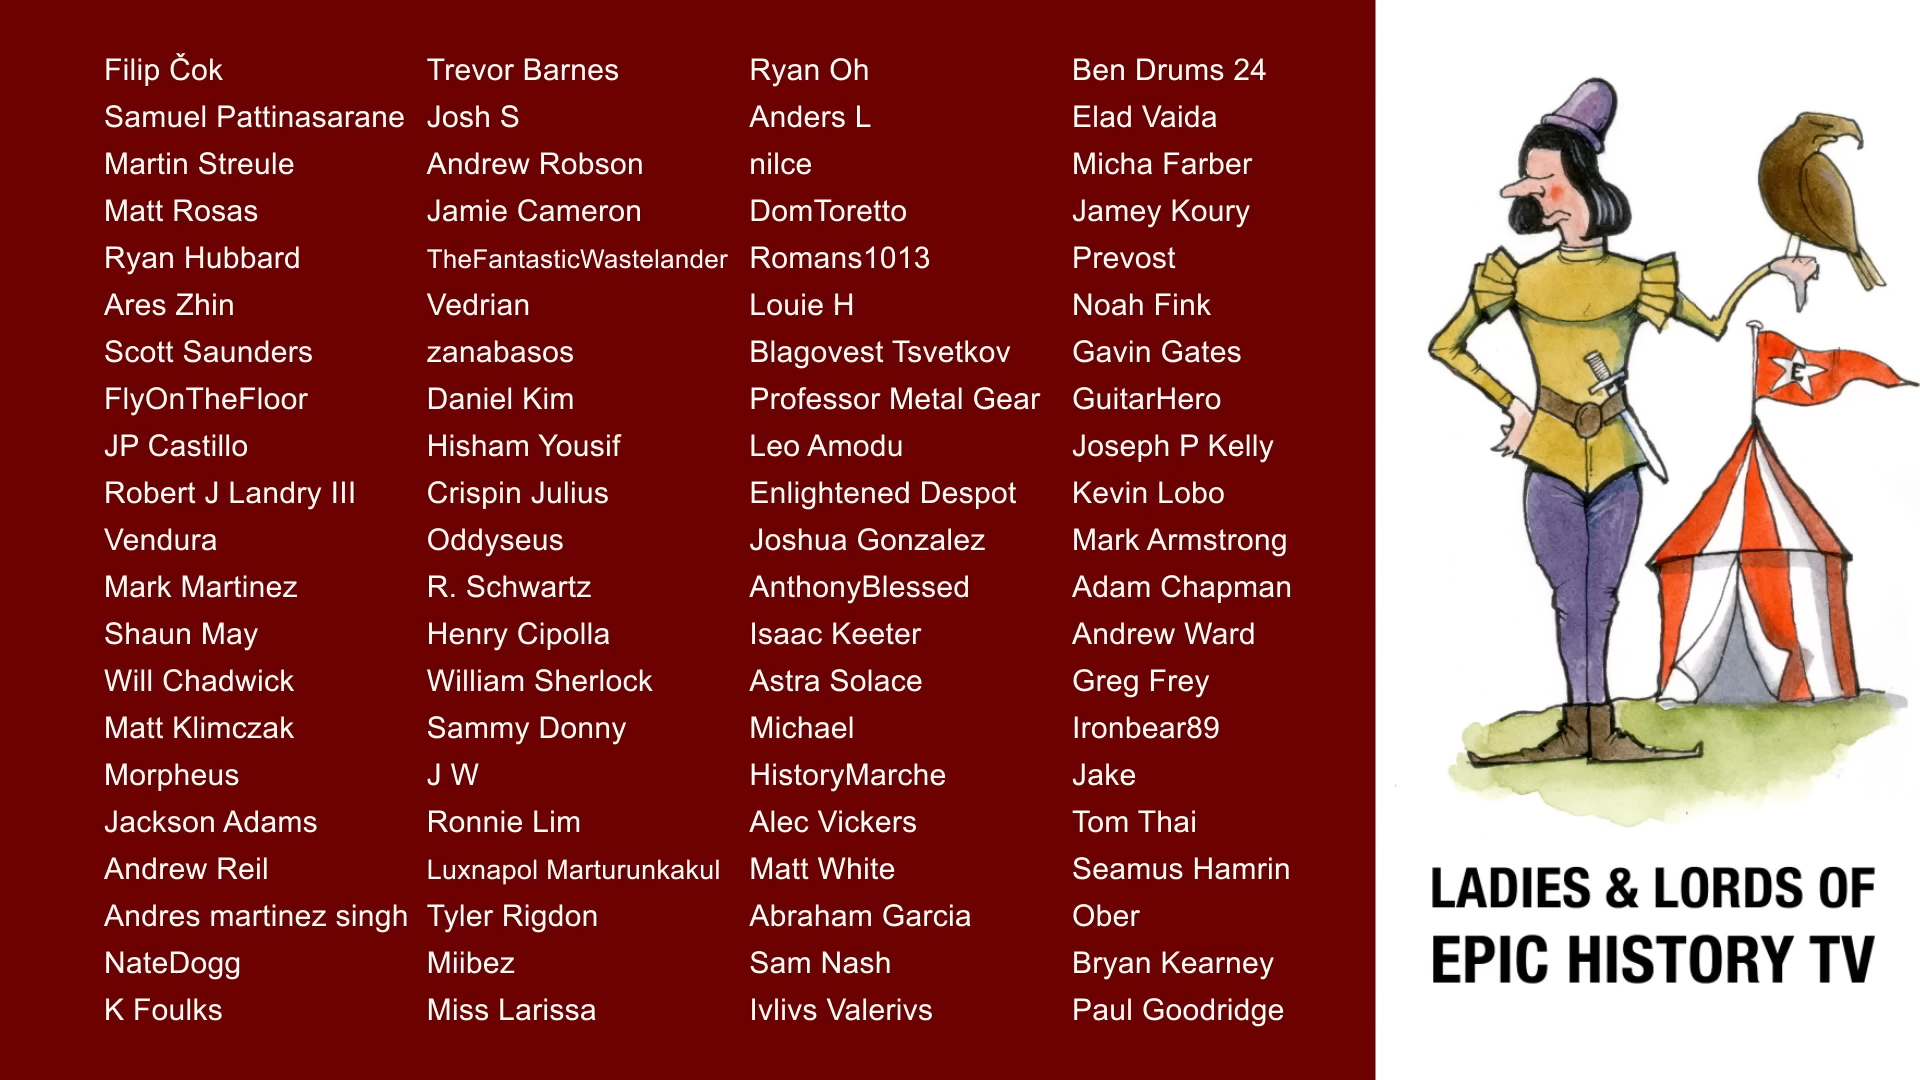 Filip Čok
Samuel Pattinasarane
Martin Streule
Matt Rosas
Ryan Hubbard
Ares Zhin
Scott Saunders
FlyOnTheFloor
JP Castillo
Robert J Landry III
Vendura
Mark Martinez
Shaun May
Will Chadwick
Matt Klimczak
Morpheus
Jackson Adams
Andrew Reil
Andres martinez singh
NateDogg
K Foulks
Trevor Barnes
Josh S
Andrew Robson
Jamie Cameron
TheFantasticWastelander
Vedrian
zanabasos
Daniel Kim
Hisham Yousif
Crispin Julius
Oddyseus
R. Schwartz
Henry Cipolla
William Sherlock
Sammy Donny
J W
Ronnie Lim
Luxnapol Marturunkakul
Tyler Rigdon
Miibez
Miss Larissa
Ryan Oh
Anders L
nilce
DomToretto
Romans1013
Louie H
Blagovest Tsvetkov
Professor Metal Gear
Leo Amodu
Enlightened Despot
Joshua Gonzalez
AnthonyBlessed
Isaac Keeter
Astra Solace
Michael
HistoryMarche
Alec Vickers
Matt White
Abraham Garcia
Sam Nash
Ivlivs Valerivs
Ben Drums 24
Elad Vaida
Micha Farber
Jamey Koury
Prevost
Noah Fink
Gavin Gates
GuitarHero
Joseph P Kelly
Kevin Lobo
Mark Armstrong
Adam Chapman
Andrew Ward
Greg Frey
Ironbear89
Jake
Tom Thai
Seamus Hamrin
Ober
Bryan Kearney
Paul Goodridge
E
LADIES & LORDS OF
EPIC HISTORY TV